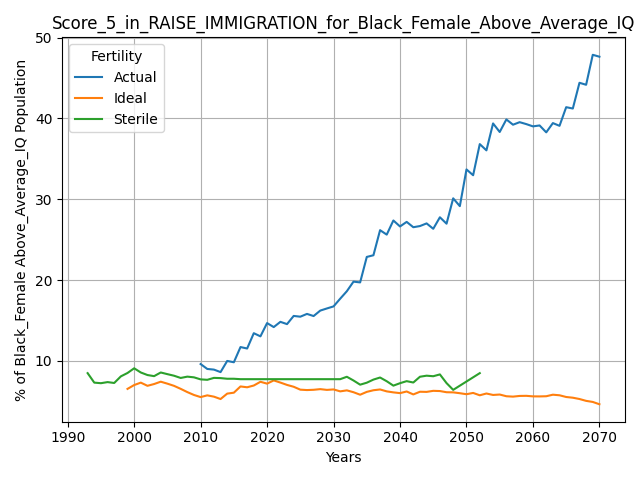 Score_5_in_RAISE_IMMIGRATION_for_Black_Female_Above_Average_IQ
% of Black_Female Above_Average_IQ Population
50
40
30
20
10
Fertility
Actual
Ideal
Sterile
1990 2000 2010 2020 2030 2040 2050 2060 2070
Years